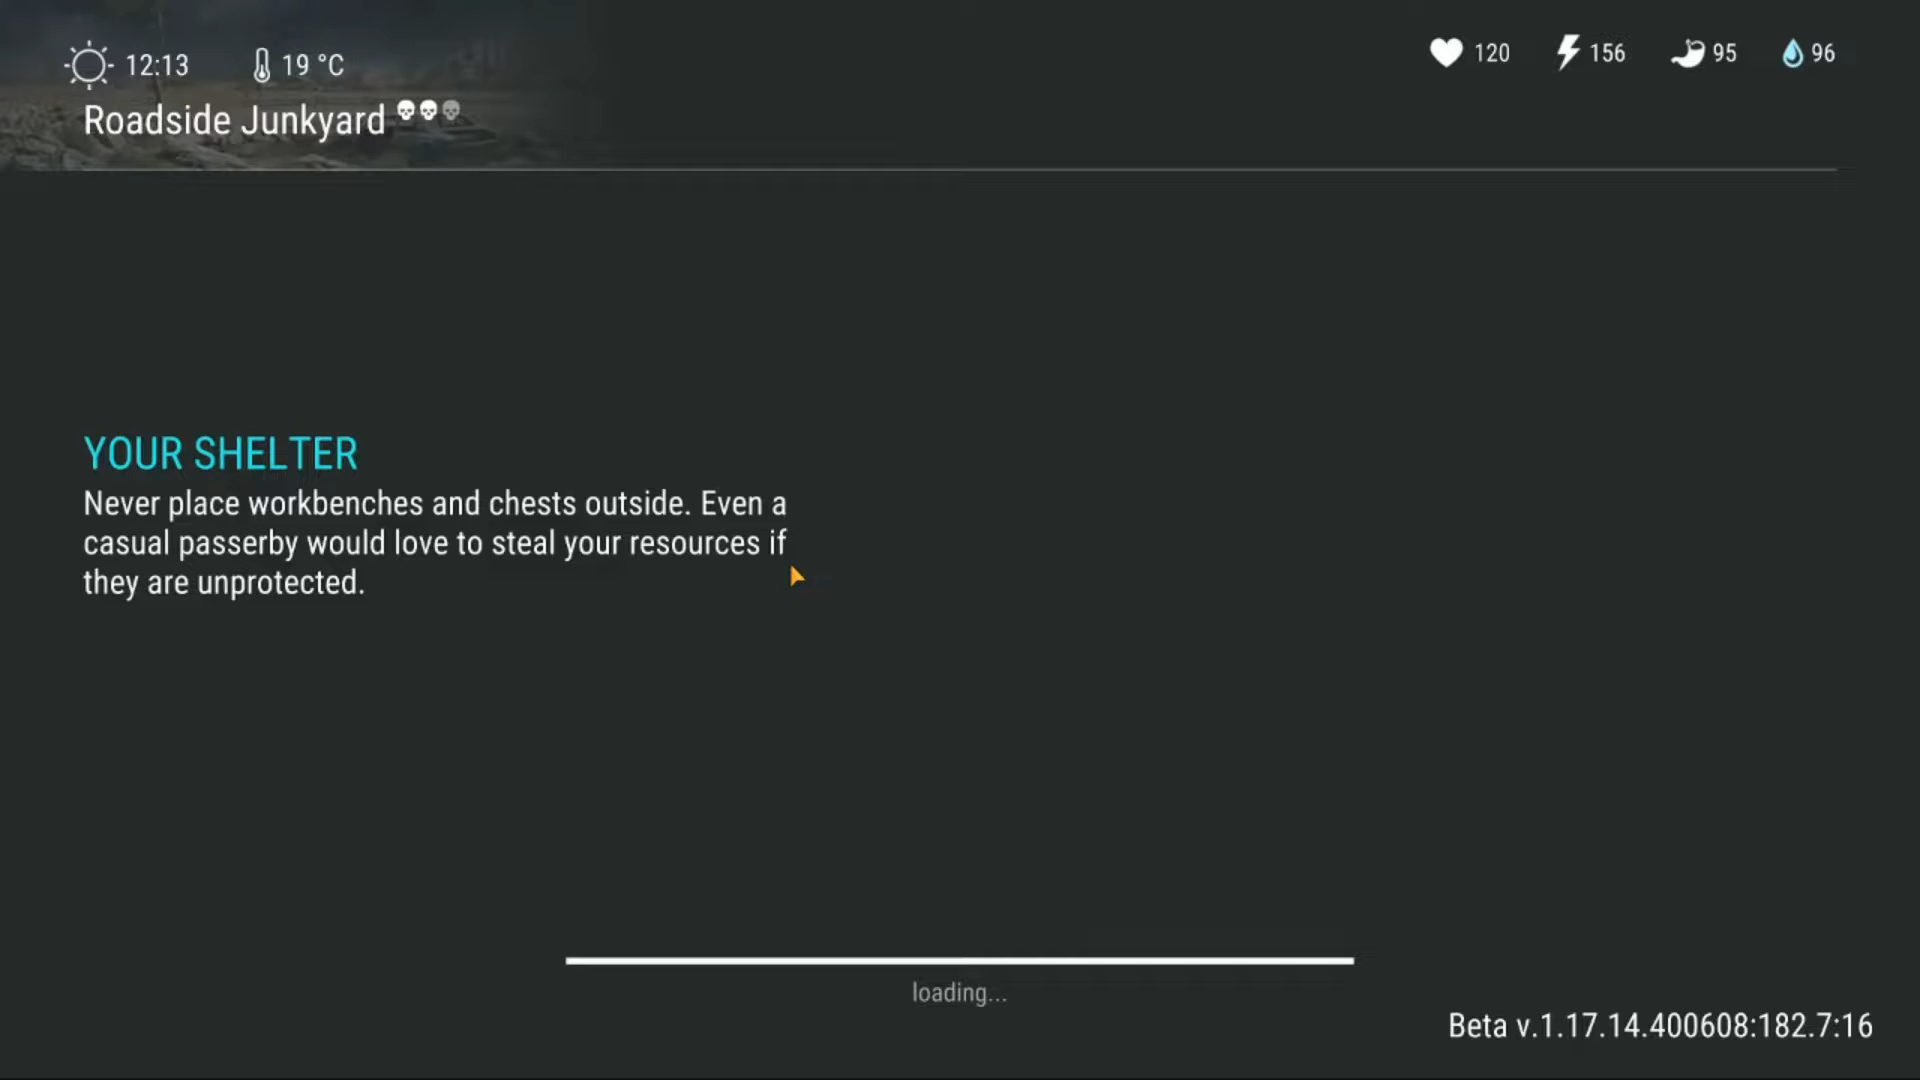 12:13 19 °C
120 156 95 96
Roadside Junkyard
YOUR SHELTER
Never place workbenches and chests outside. Even a
casual passerby would love to steal your resources if
they are unprotected.
loading...
Beta v.1.17.14.400608:182.7:16